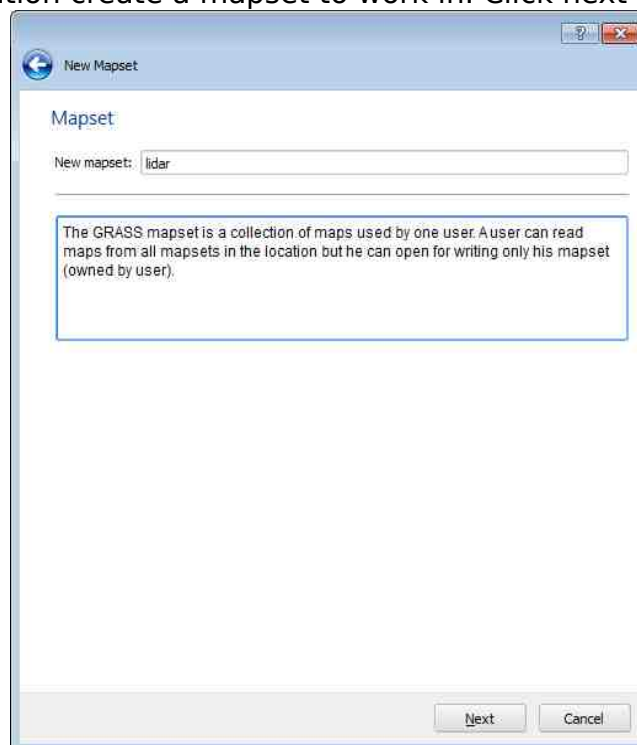 tion create a mapset to work in. Click next
New Mapset
Mapset
New mapset: lidar
The GRASS mapset is a collection of maps used by one user. A user can read
maps from all mapsets in the location but he can open for writing only his mapset
(owned by user).
Next Cancel